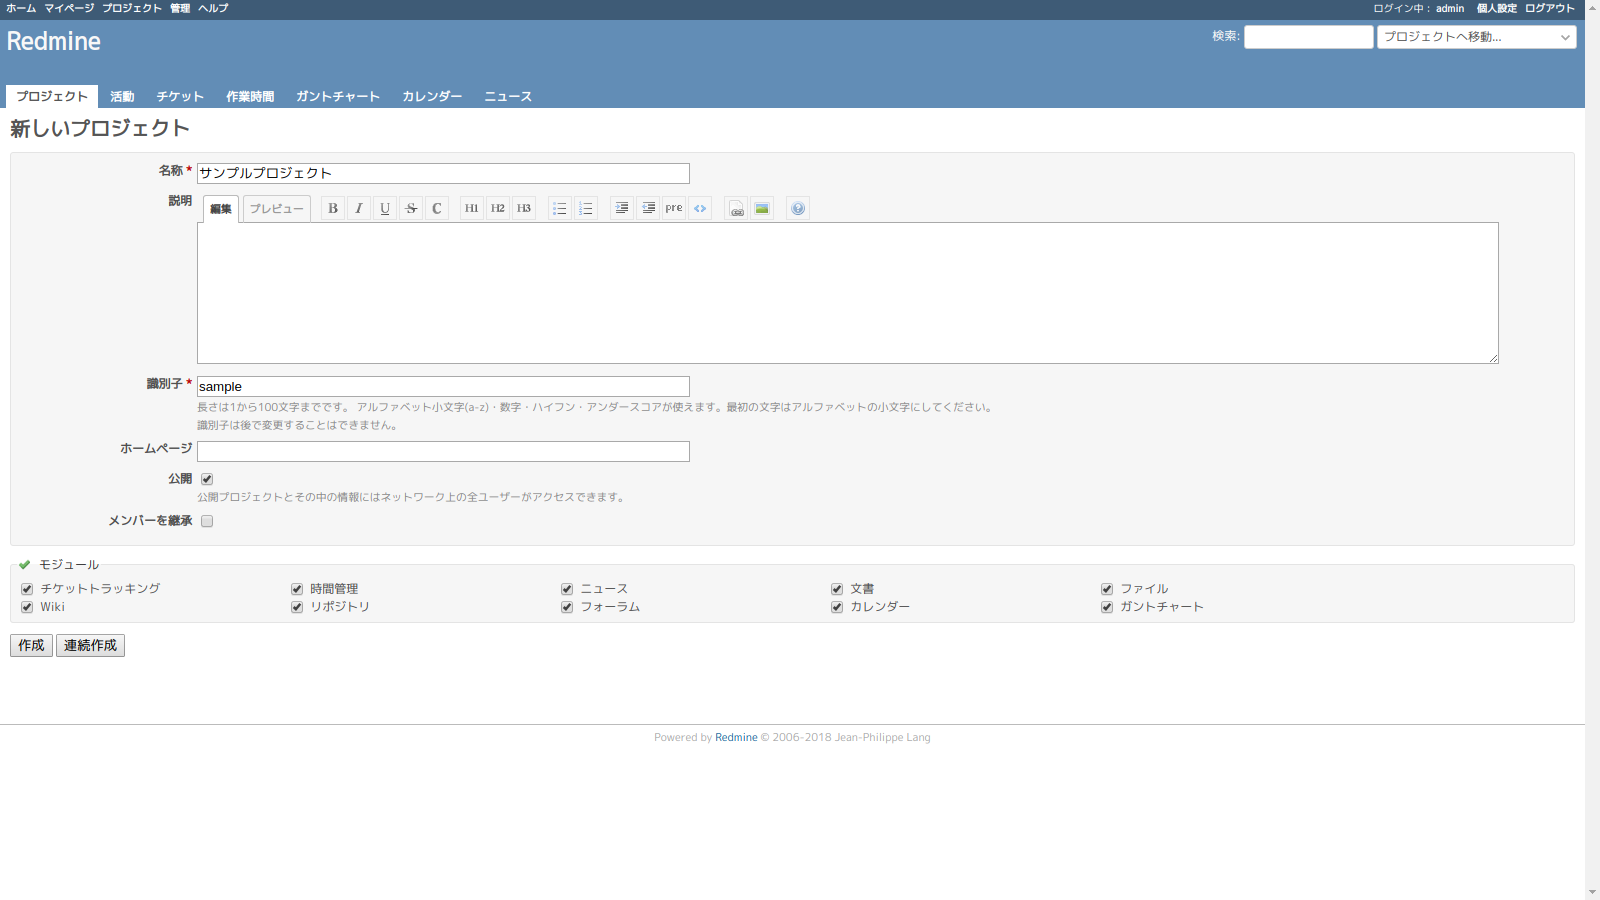 ホーム マイページ プロジェクト 管理 ヘルプ ログイン中： admin 個人設定 ログアウト
Redmine 検索: プロジェクトへ移動...
プロジェクト 活動 チケット 作業時間 ガントチャート カレンダー ニュース
新しいプロジェクト
名称 * サンプルプロジェクト
説明 編集 プレビュー B I U S C H1 H2 H3 pre <>
識別子 * sample
長さは1から100文字までです。 アルファベット小文字(a-z)・数字・ハイフン・アンダースコアが使えます。最初の文字はアルファベットの小文字にしてください。
識別子は後で変更することはできません。
ホームページ
公開
公開プロジェクトとその中の情報にはネットワーク上の全ユーザーがアクセスできます。
メンバーを継承
モジュール
チケットトラッキング 時間管理 ニュース 文書 ファイル
Wiki リポジトリ フォーラム カレンダー ガントチャート
作成 連続作成
Powered by Redmine © 2006-2018 Jean-Philippe Lang